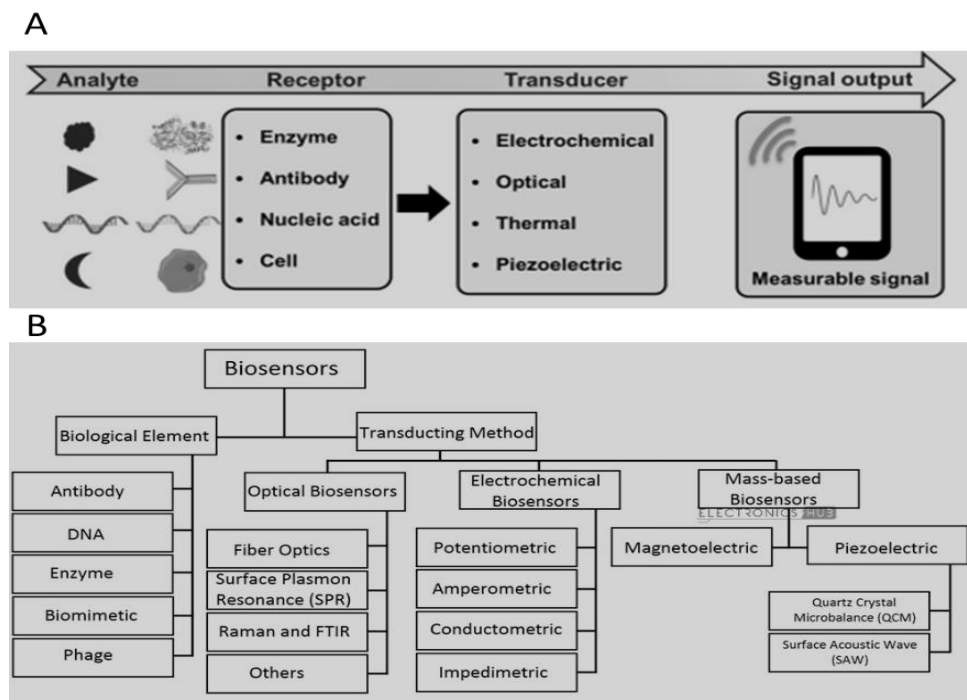 A
Analyte Receptor Transducer Signal output
• Enzyme
• Antibody
• Nucleic acid
• Cell
• Electrochemical
• Optical
• Thermal
• Piezoelectric
Measurable signal
B
Biosensors
Biological Element
Transducting Method
Antibody
DNA
Enzyme
Biomimetic
Phage
Optical Biosensors
Fiber Optics
Surface Plasmon
Resonance (SPR)
Raman and FTIR
Others
Electrochemical
Biosensors
Potentiometric
Amperometric
Conductometric
Impedimetric
Mass-based
Biosensors
ELECTRONICS HUB
Magnetoelectric
Piezoelectric
Quartz Crystal
Microbalance (QCM)
Surface Acoustic Wave
(SAW)